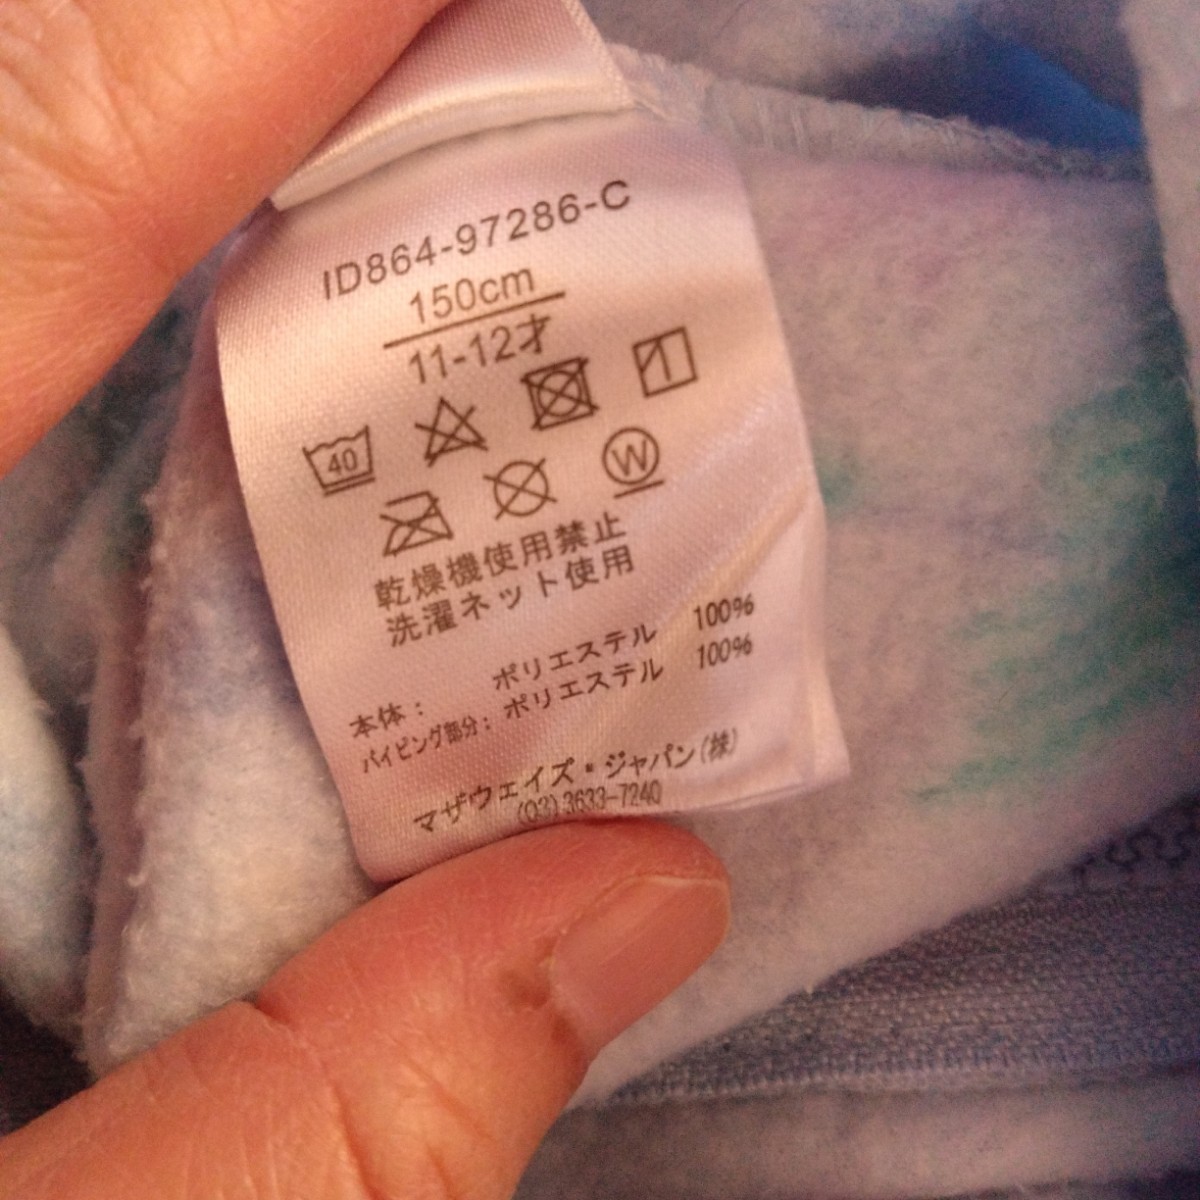 ID864-97286-C
150cm
11-12才
40
W
乾燥機使用禁止
洗濯ネット使用
本体： ポリエステル 100%
パイピング部分： ポリエステル 100%
マザウェイズ・ジャパン(株)
(03)3633-7240